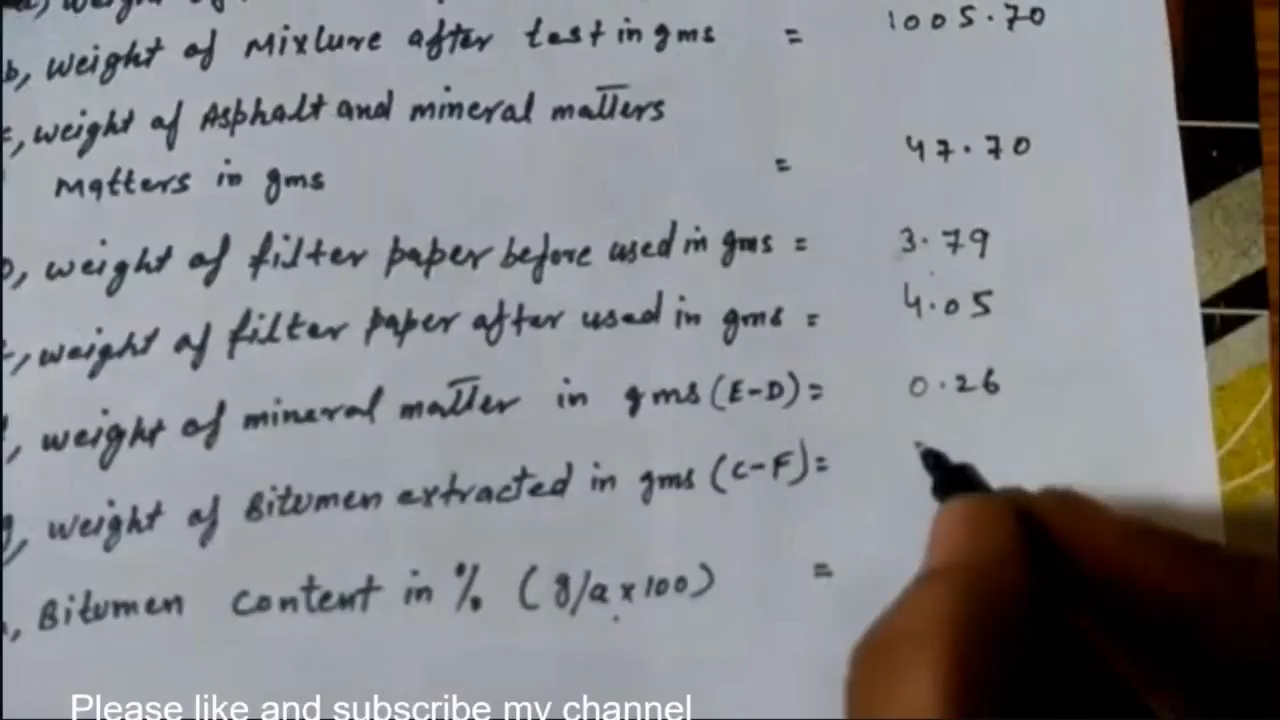 weight of
b, weight of Mixlure after test in gms = 1005.70
c, weight of Asphalt and mineral matters
matters in gms = 47.70
D, weight of filter paper before used in gms = 3.79
E, weight of filter paper after used in gms = 4.05
, weight of mineral matter in gms (E-D) = 0.26
g, weight of Bitumen extracted in gms (C-F) =
, Bitumen content in % (g/a x 100) =
Please like and subscribe my channel